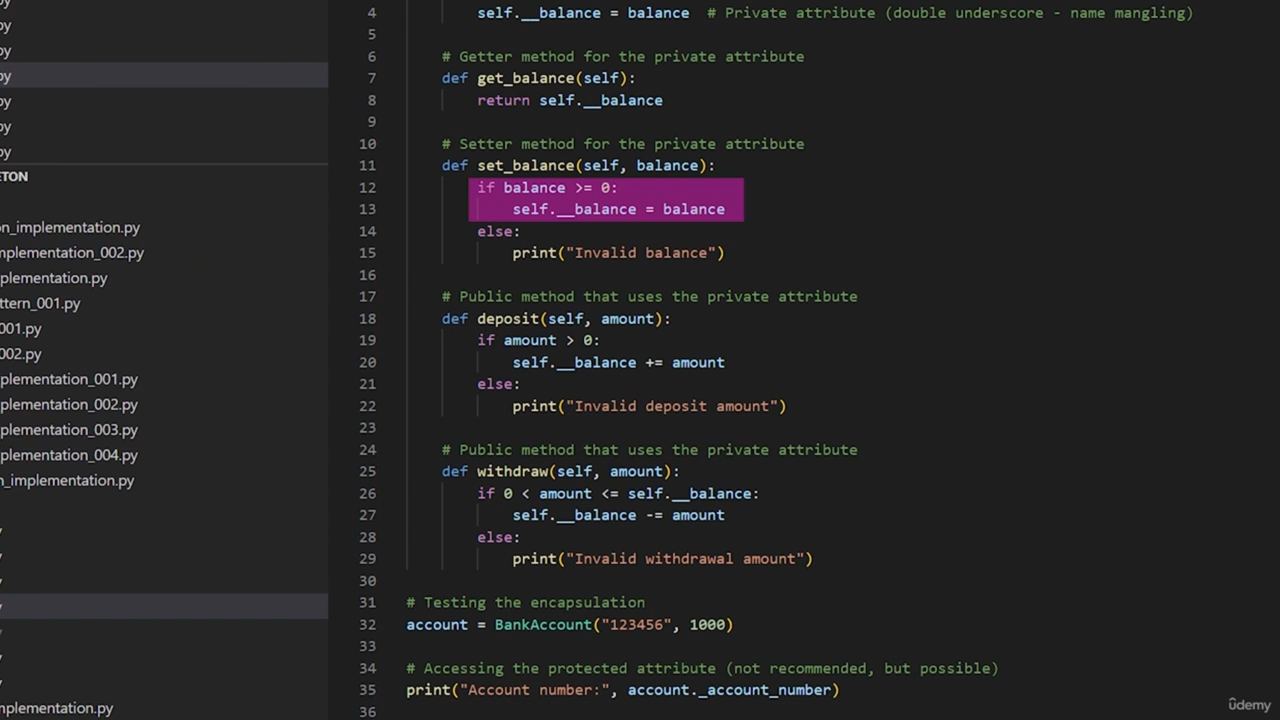 py
py
py
py
py
py
ETON
on_implementation.py
mplementation_002.py
plementation.py
ttern_001.py
001.py
002.py
plementation_001.py
plementation_002.py
plementation_003.py
plementation_004.py
n_implementation.py
mplementation.py
4 self.__balance = balance  # Private attribute (double underscore - name mangling)
5
6 # Getter method for the private attribute
7 def get_balance(self):
8 return self.__balance
9
10 # Setter method for the private attribute
11 def set_balance(self, balance):
12 if balance >= 0:
13 self.__balance = balance
14 else:
15 print("Invalid balance")
16
17 # Public method that uses the private attribute
18 def deposit(self, amount):
19 if amount > 0:
20 self.__balance += amount
21 else:
22 print("Invalid deposit amount")
23
24 # Public method that uses the private attribute
25 def withdraw(self, amount):
26 if 0 < amount <= self.__balance:
27 self.__balance -= amount
28 else:
29 print("Invalid withdrawal amount")
30
31 # Testing the encapsulation
32 account = BankAccount("123456", 1000)
33
34 # Accessing the protected attribute (not recommended, but possible)
35 print("Account number:", account._account_number)
36
ûdemy